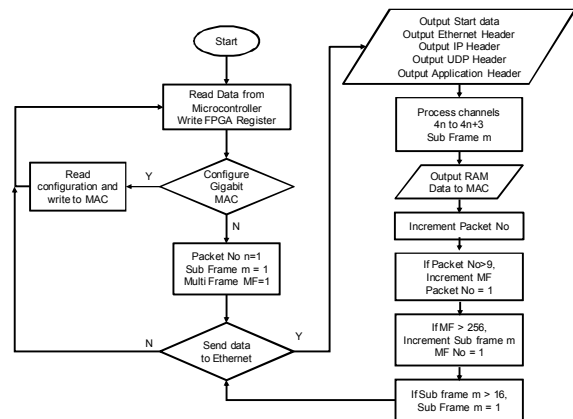 Start
Read Data from
Microcontroller
Write FPGA Register
Configure
Gigabit
MAC
Y
Read
configuration and
write to MAC
N
Packet No n=1
Sub Frame m = 1
Multi Frame MF=1
Send data
to Ethernet
N
Y
Output Start data
Output Ethernet Header
Output IP Header
Output UDP Header
Output Application Header
Process channels
4n to 4n+3
Sub Frame m
Output RAM
Data to MAC
Increment Packet No
If Packet No>9,
Increment MF
Packet No = 1
If MF > 256,
Increment Sub frame m
MF No = 1
If Sub frame m > 16,
Sub Frame m = 1